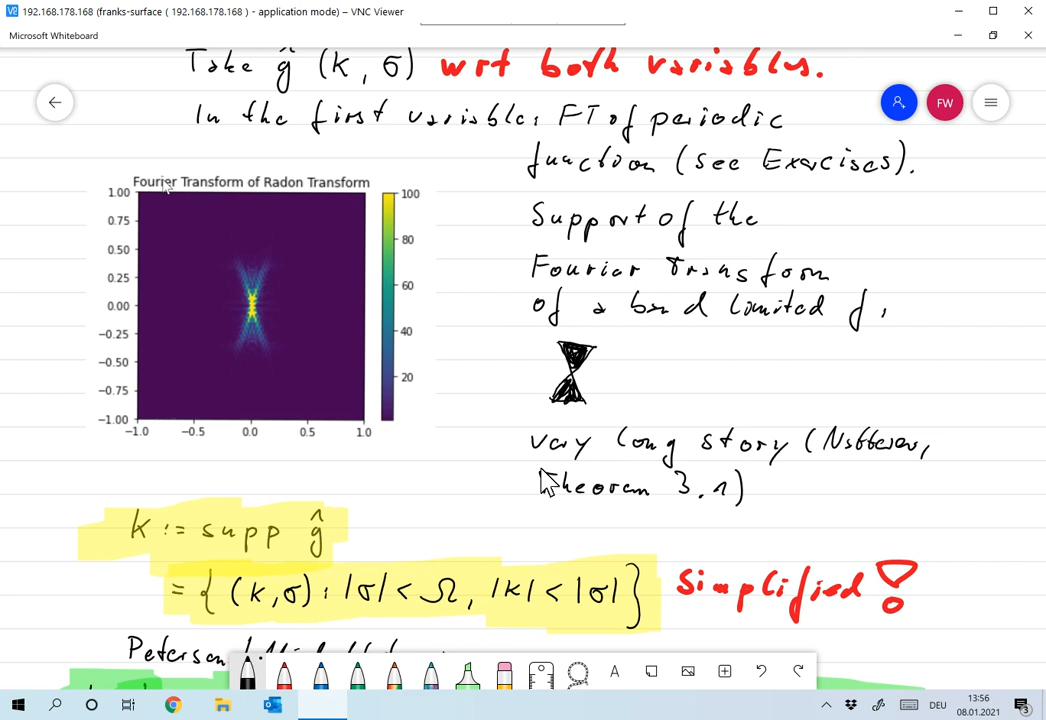 192.168.178.168 (franks-surface ( 192.168.178.168 ) - application mode) – VNC Viewer
Microsoft Whiteboard
Take ĝ (k, σ) wrt both variables.
In the first variable: FT of periodic
function (see Exercises).
FW
Fourier Transform of Radon Transform
1.00
0.75
0.50
0.25
0.00
−0.25
−0.50
−0.75
−1.00
−1.0 −0.5 0.0 0.5 1.0
100
80
60
40
20
Support of the
Fourier Transform
of a band limited f,
very long story (Natterer,
Theorem 3.1)
K := supp ĝ
= { (k,σ) : |σ| < Ω, |k| < |σ| } Simplified!
Peterson
A
DEU
13:56
08.01.2021
3